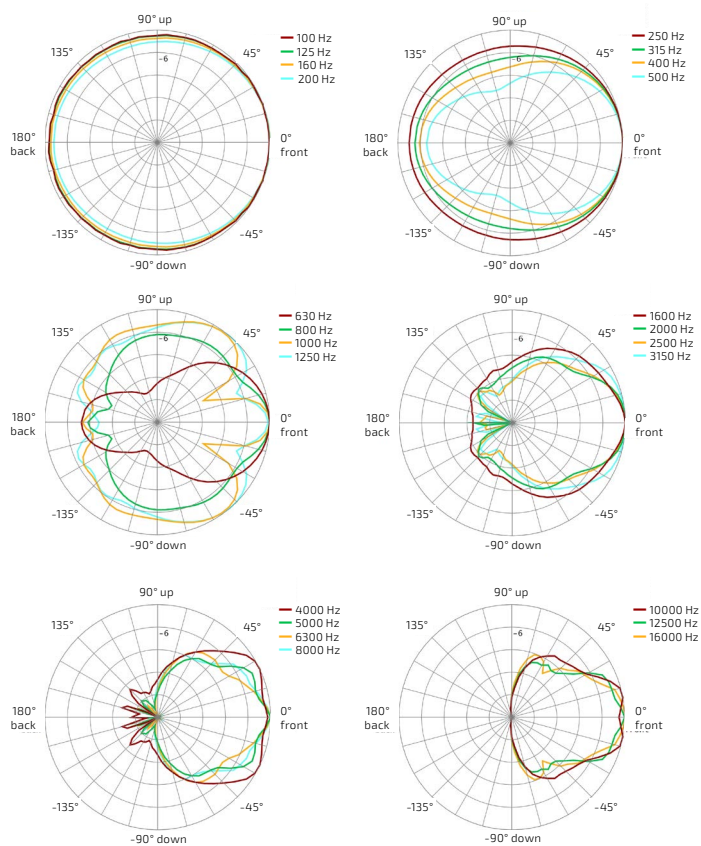 90° up
135°
45°
-6
180°
back
0°
front
-135°
-45°
-90° down
100 Hz
125 Hz
160 Hz
200 Hz
90° up
135°
45°
-6
180°
back
0°
front
-135°
-45°
-90° down
250 Hz
315 Hz
400 Hz
500 Hz
90° up
135°
45°
-6
180°
back
0°
front
-135°
-45°
-90° down
630 Hz
800 Hz
1000 Hz
1250 Hz
90° up
135°
45°
-6
180°
back
0°
front
-135°
-45°
-90° down
1600 Hz
2000 Hz
2500 Hz
3150 Hz
90° up
135°
45°
-6
180°
back
0°
front
-135°
-45°
-90° down
4000 Hz
5000 Hz
6300 Hz
8000 Hz
90° up
135°
45°
-6
180°
back
0°
front
-135°
-45°
-90° down
10000 Hz
12500 Hz
16000 Hz